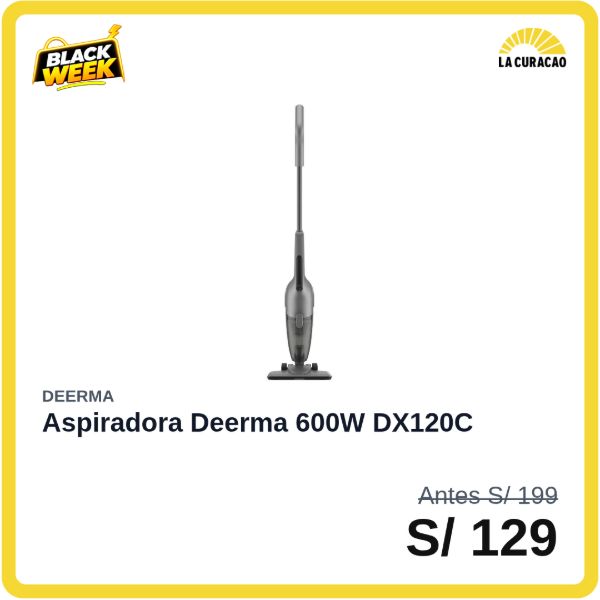 BLACK
WEEK
LA CURACAO
DEERMA
Aspiradora Deerma 600W DX120C
Antes S/ 199
S/ 129